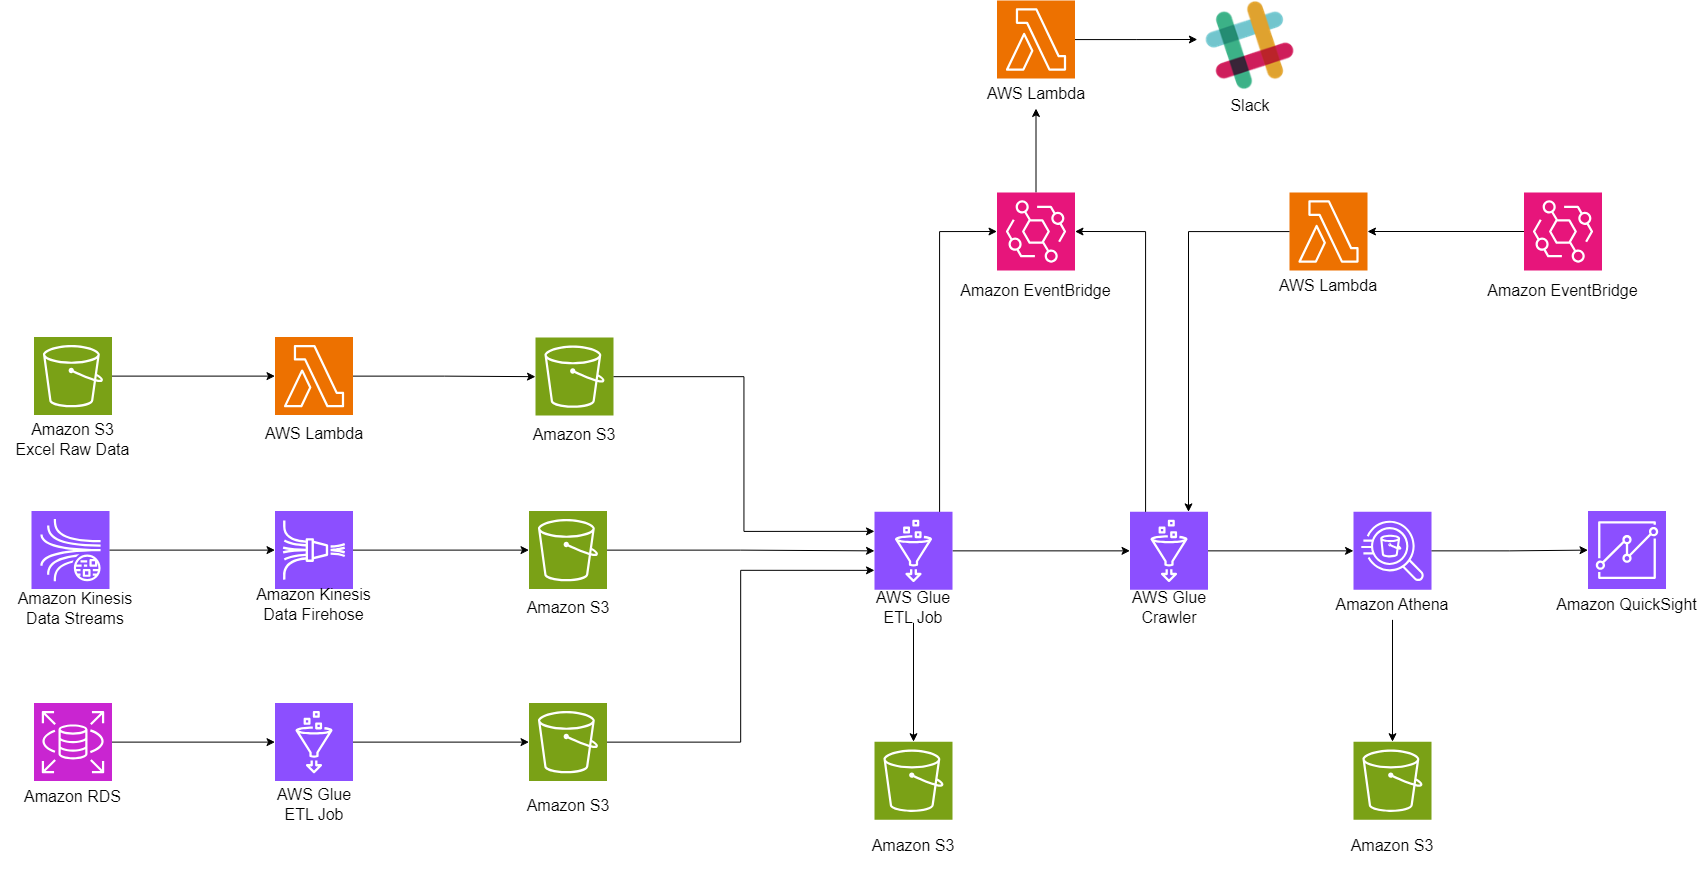 AWS Lambda
Slack
Amazon EventBridge
AWS Lambda
Amazon EventBridge
Amazon S3
Excel Raw Data
AWS Lambda
Amazon S3
Amazon Kinesis
Data Streams
Amazon Kinesis
Data Firehose
Amazon S3
AWS Glue
ETL Job
AWS Glue
Crawler
Amazon Athena
Amazon QuickSight
Amazon RDS
AWS Glue
ETL Job
Amazon S3
Amazon S3
Amazon S3